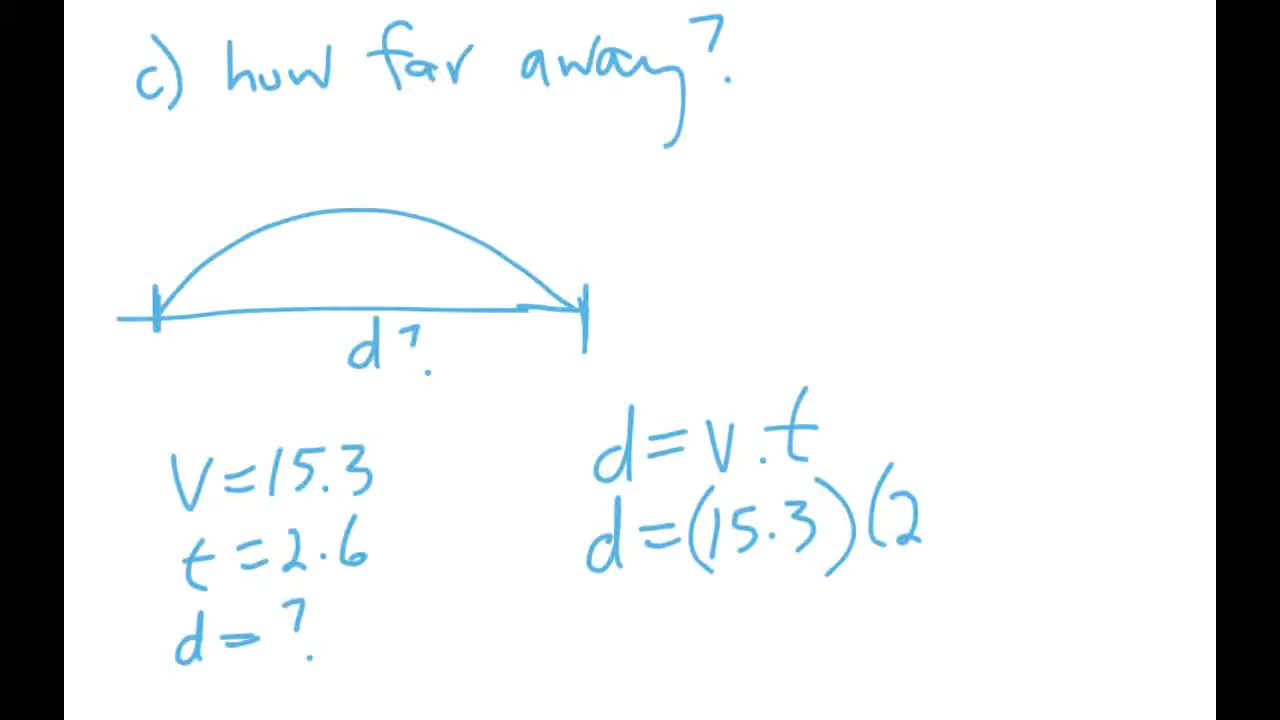 c) how far away?
d?
v=15.3
t=2.6
d=?
d=v.t
d=(15.3)(2